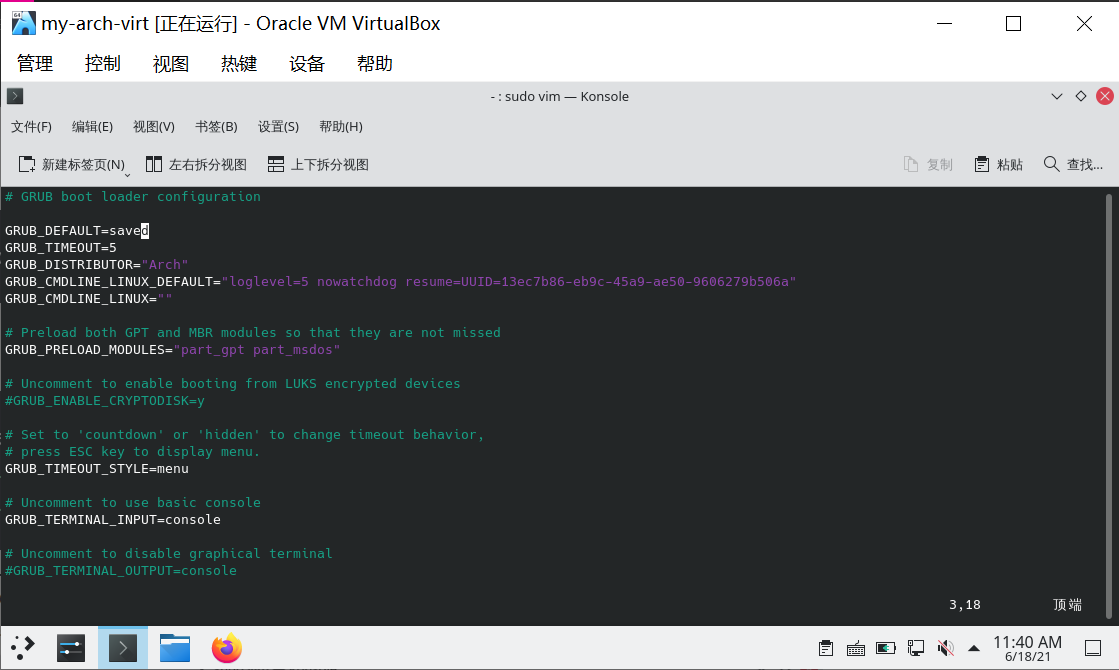 my-arch-virt [正在运行] - Oracle VM VirtualBox
管理 控制 视图 热键 设备 帮助
- : sudo vim — Konsole
文件(F) 编辑(E) 视图(V) 书签(B) 设置(S) 帮助(H)
新建标签页(N) 左右拆分视图 上下拆分视图 复制 粘贴 查找...
# GRUB boot loader configuration
GRUB_DEFAULT=saved
GRUB_TIMEOUT=5
GRUB_DISTRIBUTOR="Arch"
GRUB_CMDLINE_LINUX_DEFAULT="loglevel=5 nowatchdog resume=UUID=13ec7b86-eb9c-45a9-ae50-9606279b506a"
GRUB_CMDLINE_LINUX=""
# Preload both GPT and MBR modules so that they are not missed
GRUB_PRELOAD_MODULES="part_gpt part_msdos"
# Uncomment to enable booting from LUKS encrypted devices
#GRUB_ENABLE_CRYPTODISK=y
# Set to 'countdown' or 'hidden' to change timeout behavior,
# press ESC key to display menu.
GRUB_TIMEOUT_STYLE=menu
# Uncomment to use basic console
GRUB_TERMINAL_INPUT=console
# Uncomment to disable graphical terminal
#GRUB_TERMINAL_OUTPUT=console
3,18 顶端
11:40 AM
6/18/21